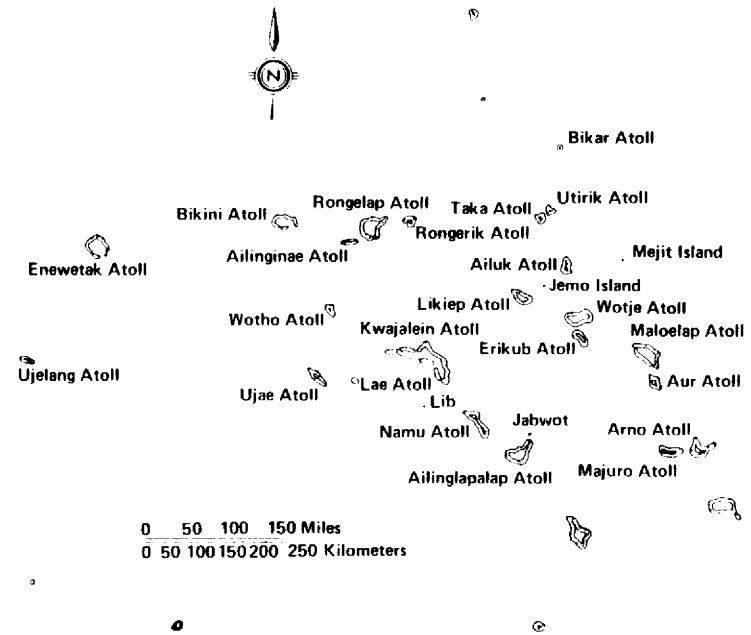 N
Bikar Atoll
Utirik Atoll
Taka Atoll
Rongelap Atoll
Bikini Atoll
Rongerik Atoll
Ailinginae Atoll
Mejit Island
Enewetak Atoll
Ailuk Atoll
Jemo Island
Likiep Atoll
Wotje Atoll
Wotho Atoll
Kwajalein Atoll
Maloelap Atoll
Erikub Atoll
Ujelang Atoll
Ujae Atoll
Lae Atoll
Aur Atoll
Lib
Jabwot
Namu Atoll
Arno Atoll
Ailinglapalap Atoll
Majuro Atoll
0 50 100 150 Miles
0 50 100 150 200 250 Kilometers